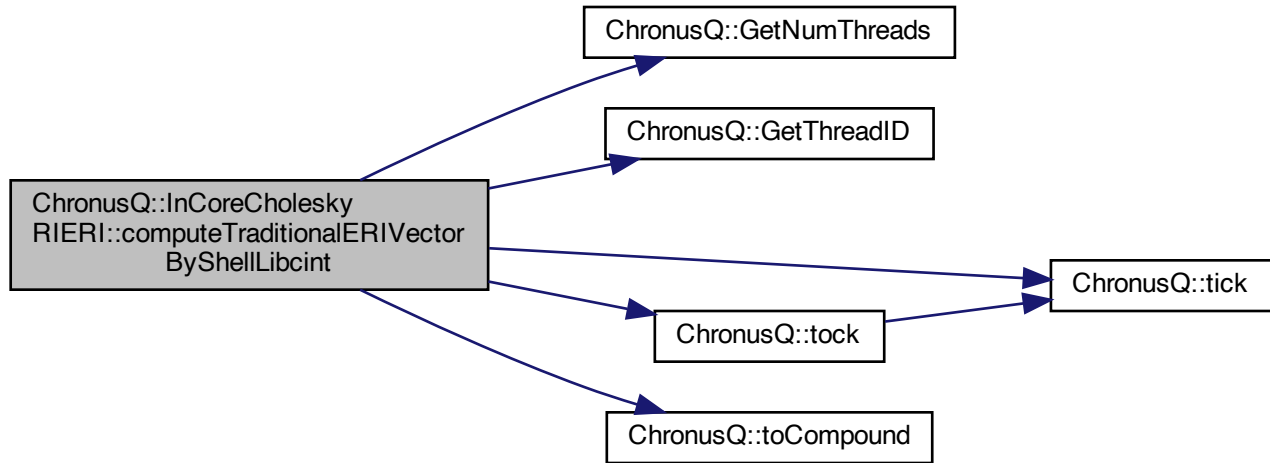 ChronusQ::GetNumThreads
ChronusQ::GetThreadID
ChronusQ::InCoreCholesky
RIERI::computeTraditionalERIVector
ByShellLibcint
ChronusQ::tick
ChronusQ::tock
ChronusQ::toCompound